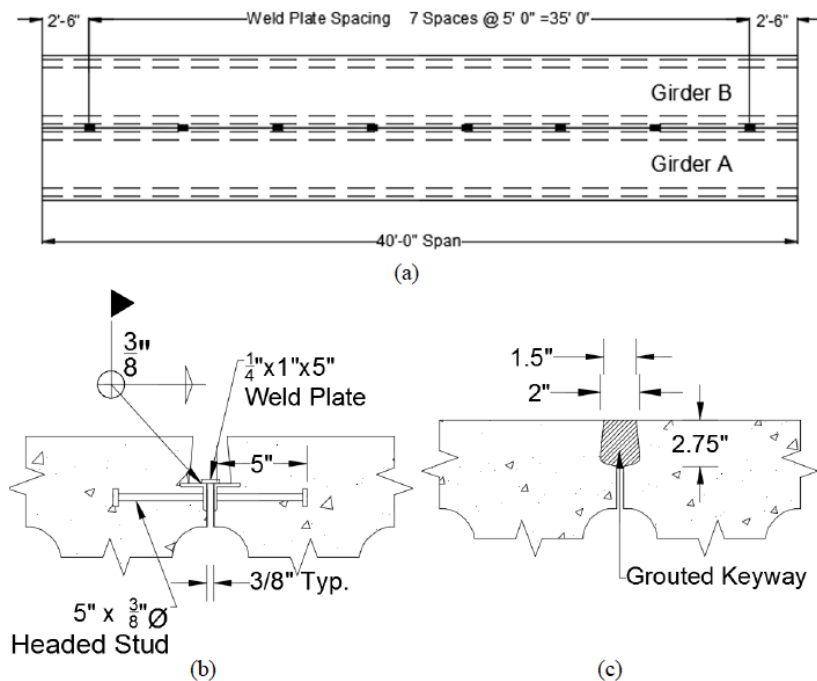 2'-6" Weld Plate Spacing 7 Spaces @ 5' 0" =35' 0" 2'-6"
Girder B
Girder A
40'-0" Span
(a)
3/8"
1/4"x1"x5"
Weld Plate
5"
3/8" Typ.
5" x 3/8"Ø
Headed Stud
(b)
1.5"
2"
2.75"
Grouted Keyway
(c)